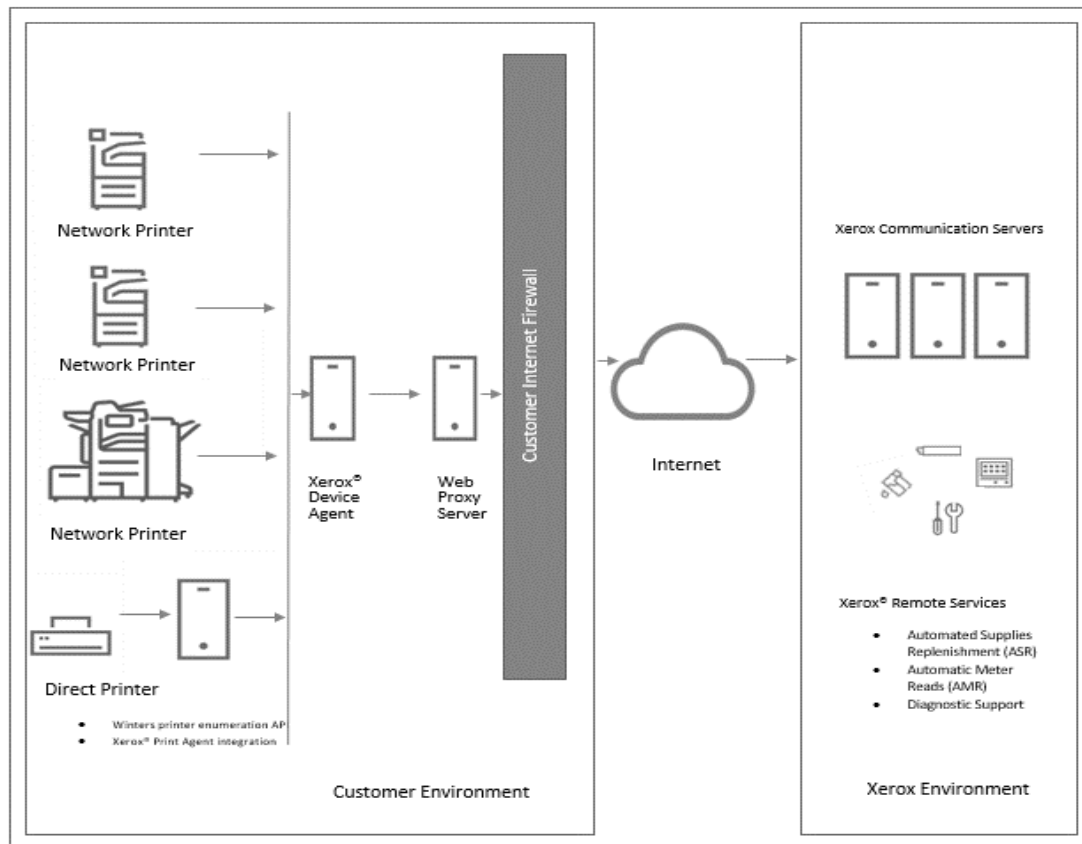 Network Printer
Network Printer
Network Printer
Direct Printer
• Winters printer enumeration AP
• Xerox® Print Agent integration
Xerox®
Device
Agent
Web
Proxy
Server
Customer Internet Firewall
Customer Environment
Internet
Xerox Communication Servers
Xerox® Remote Services
• Automated Supplies
Replenishment (ASR)
• Automatic Meter
Reads (AMR)
• Diagnostic Support
Xerox Environment